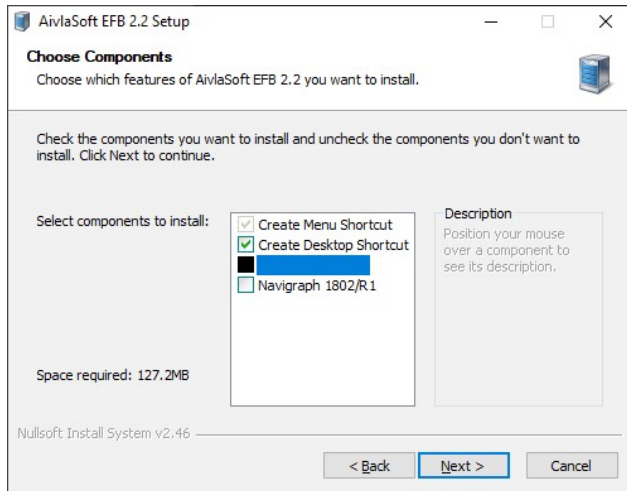 AivlaSoft EFB 2.2 Setup
Choose Components
Choose which features of AivlaSoft EFB 2.2 you want to install.
Check the components you want to install and uncheck the components you don't want to
install. Click Next to continue.
Select components to install:
Create Menu Shortcut
Create Desktop Shortcut
Navigraph 1802/R1
Description
Position your mouse
over a component to
see its description.
Space required: 127.2MB
Nullsoft Install System v2.46
< Back
Next >
Cancel